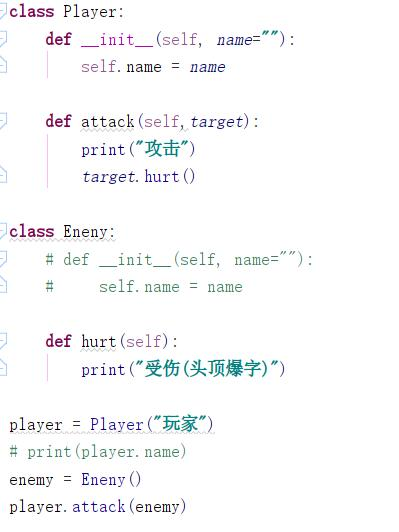 class Player:
    def __init__(self, name=""):
        self.name = name
    def attack(self,target):
        print("攻击")
        target.hurt()
class Eneny:
    # def __init__(self, name=""):
    #     self.name = name
    def hurt(self):
        print("受伤(头顶爆字)")
player = Player("玩家")
# print(player.name)
enemy = Eneny()
player.attack(enemy)